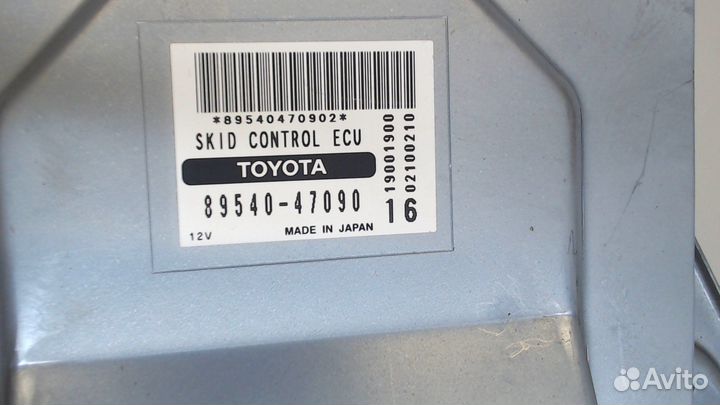 *89540470902*
SKID CONTROL ECU
TOYOTA
89540-47090
16
12V
MADE IN JAPAN
19001900
02100210
Avito